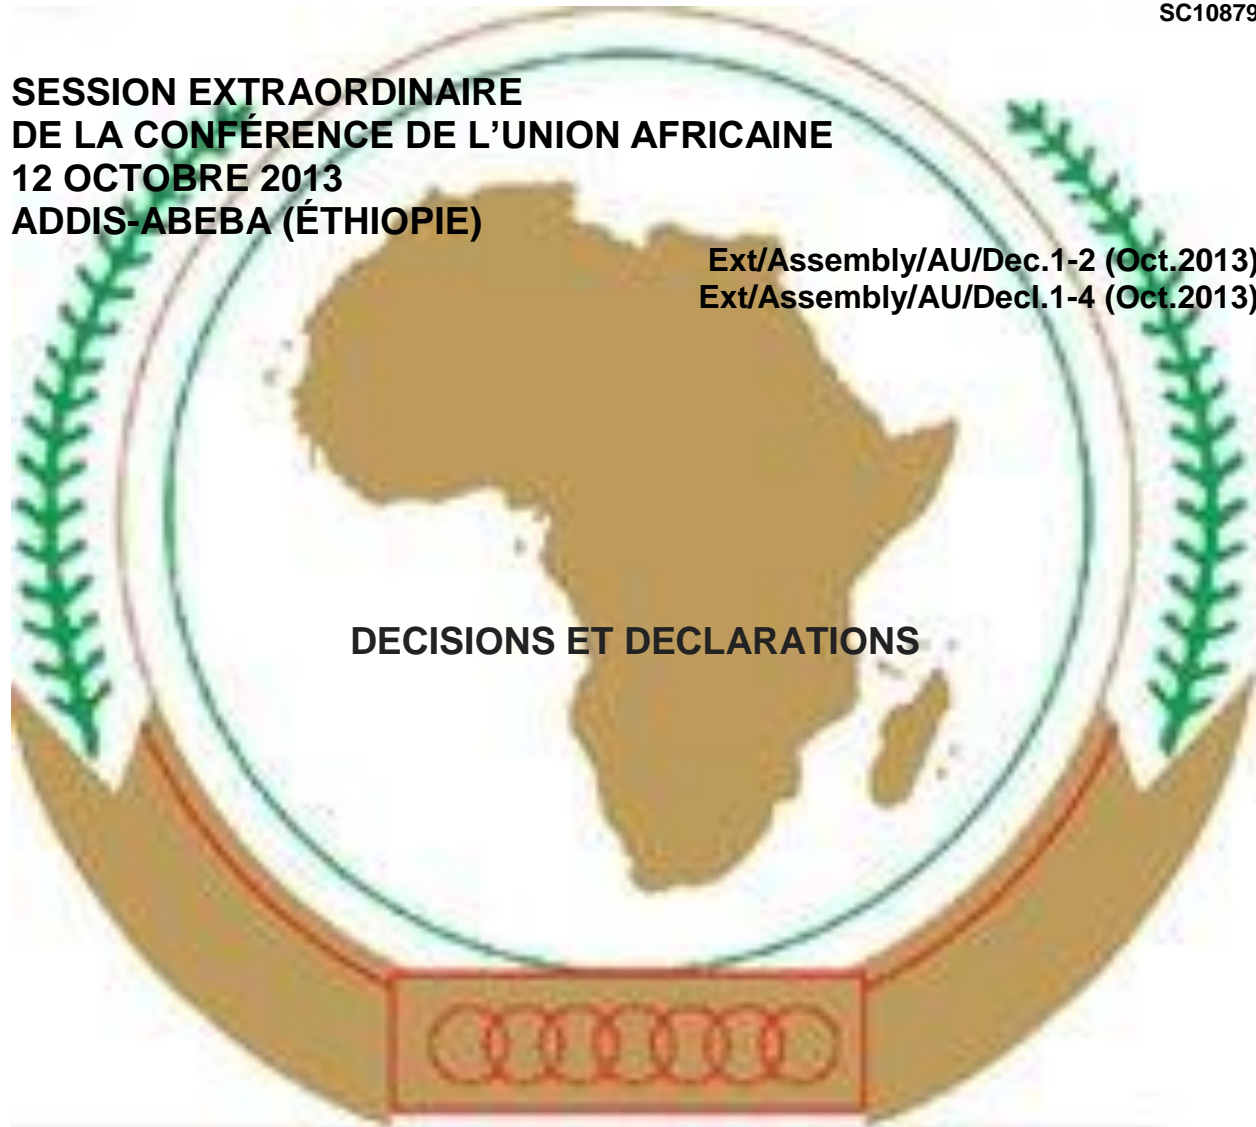 SC10879
SESSION EXTRAORDINAIRE
DE LA CONFÉRENCE DE L’UNION AFRICAINE
12 OCTOBRE 2013
ADDIS-ABEBA (ÉTHIOPIE)
Ext/Assembly/AU/Dec.1-2 (Oct.2013)
Ext/Assembly/AU/Decl.1-4 (Oct.2013)
DECISIONS ET DECLARATIONS